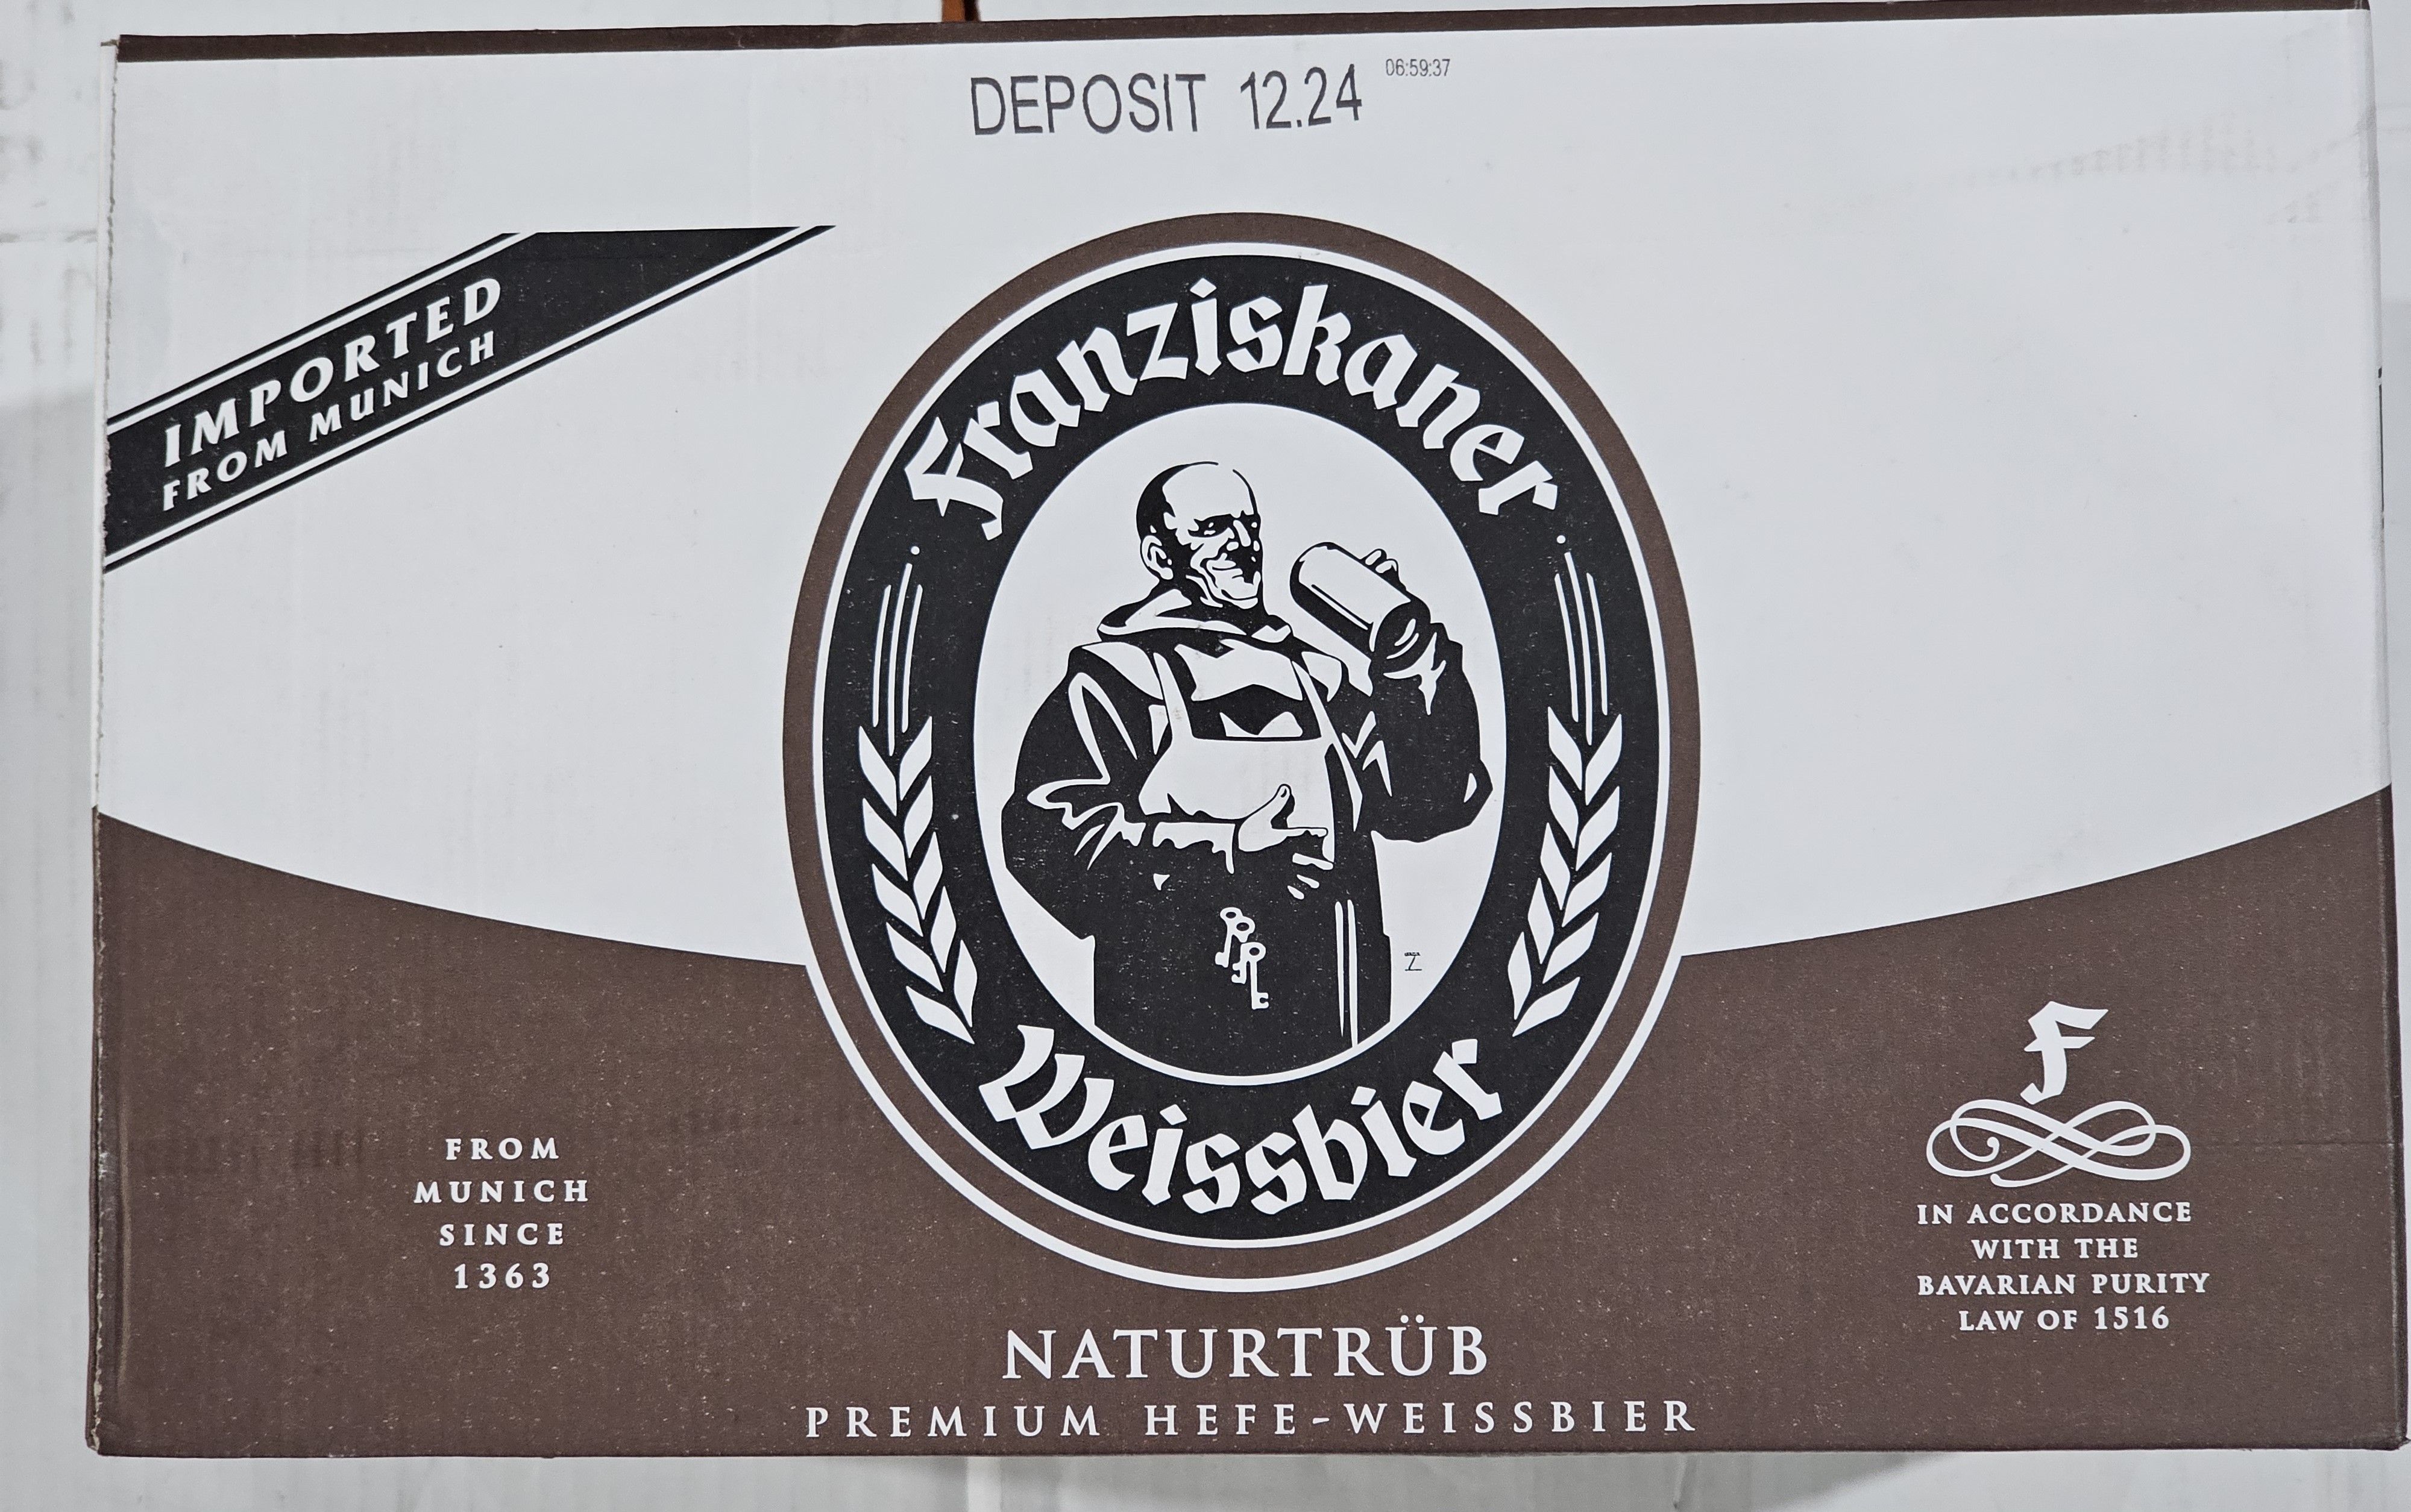 DEPOSIT 12.24 06:59:37
IMPORTED
FROM MUNICH
Franziskaner
Weissbier
FROM
MUNICH
SINCE
1363
F
IN ACCORDANCE
WITH THE
BAVARIAN PURITY
LAW OF 1516
NATURTRÜB
PREMIUM HEFE-WEISSBIER